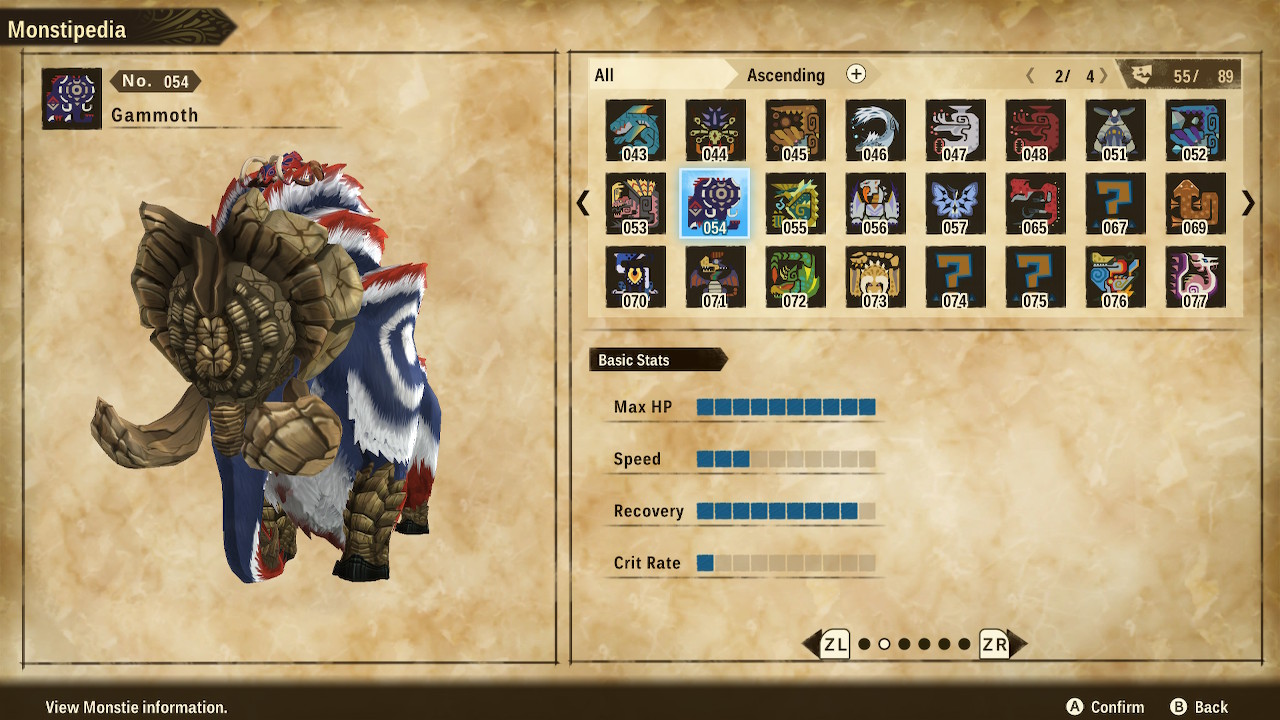 Monstipedia
No. 054
Gammoth
All
Ascending
2/ 4
55/ 89
043 044 045 046 047 048 051 052
053 054 055 056 057 065 067 069
070 071 072 073 074 075 076 077
Basic Stats
Max HP
Speed
Recovery
Crit Rate
ZL ZR
View Monstie information.
A Confirm B Back